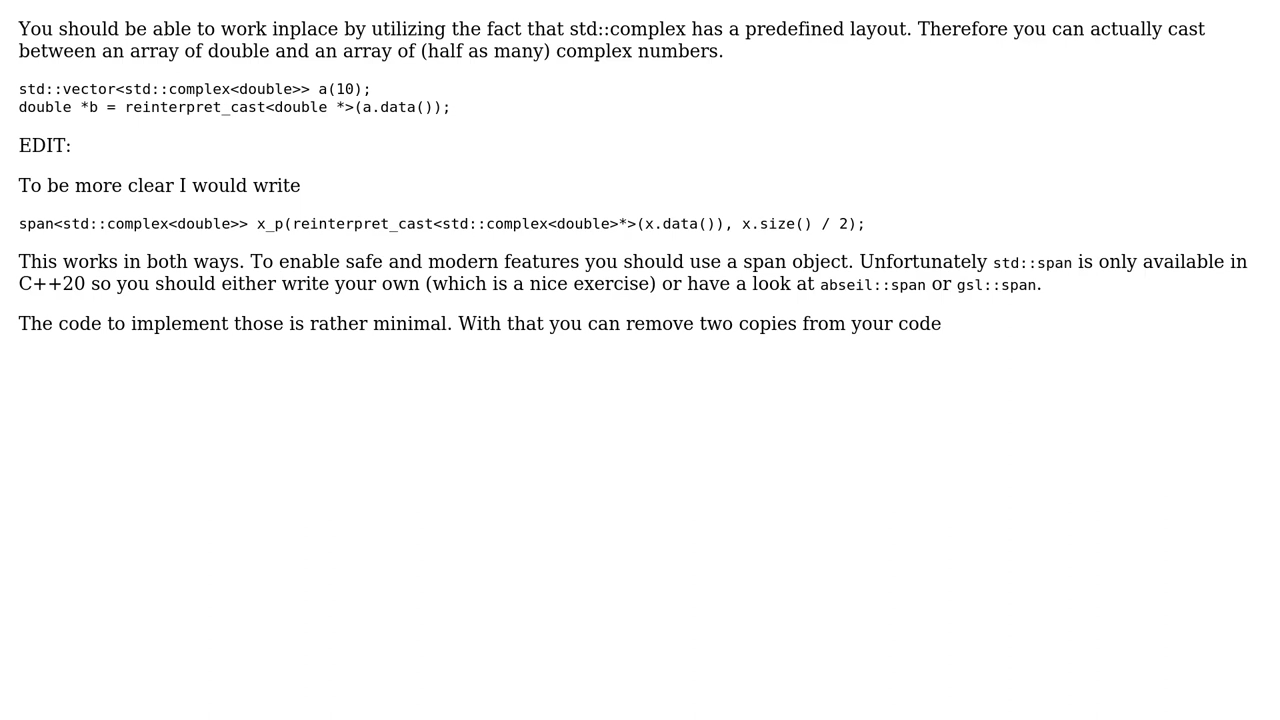 You should be able to work inplace by utilizing the fact that std::complex has a predefined layout. Therefore you can actually cast
between an array of double and an array of (half as many) complex numbers.
std::vector<std::complex<double>> a(10);
double *b = reinterpret_cast<double *>(a.data());
EDIT:
To be more clear I would write
span<std::complex<double>> x_p(reinterpret_cast<std::complex<double>*>(x.data()), x.size() / 2);
This works in both ways. To enable safe and modern features you should use a span object. Unfortunately std::span is only available in
C++20 so you should either write your own (which is a nice exercise) or have a look at abseil::span or gsl::span.
The code to implement those is rather minimal. With that you can remove two copies from your code